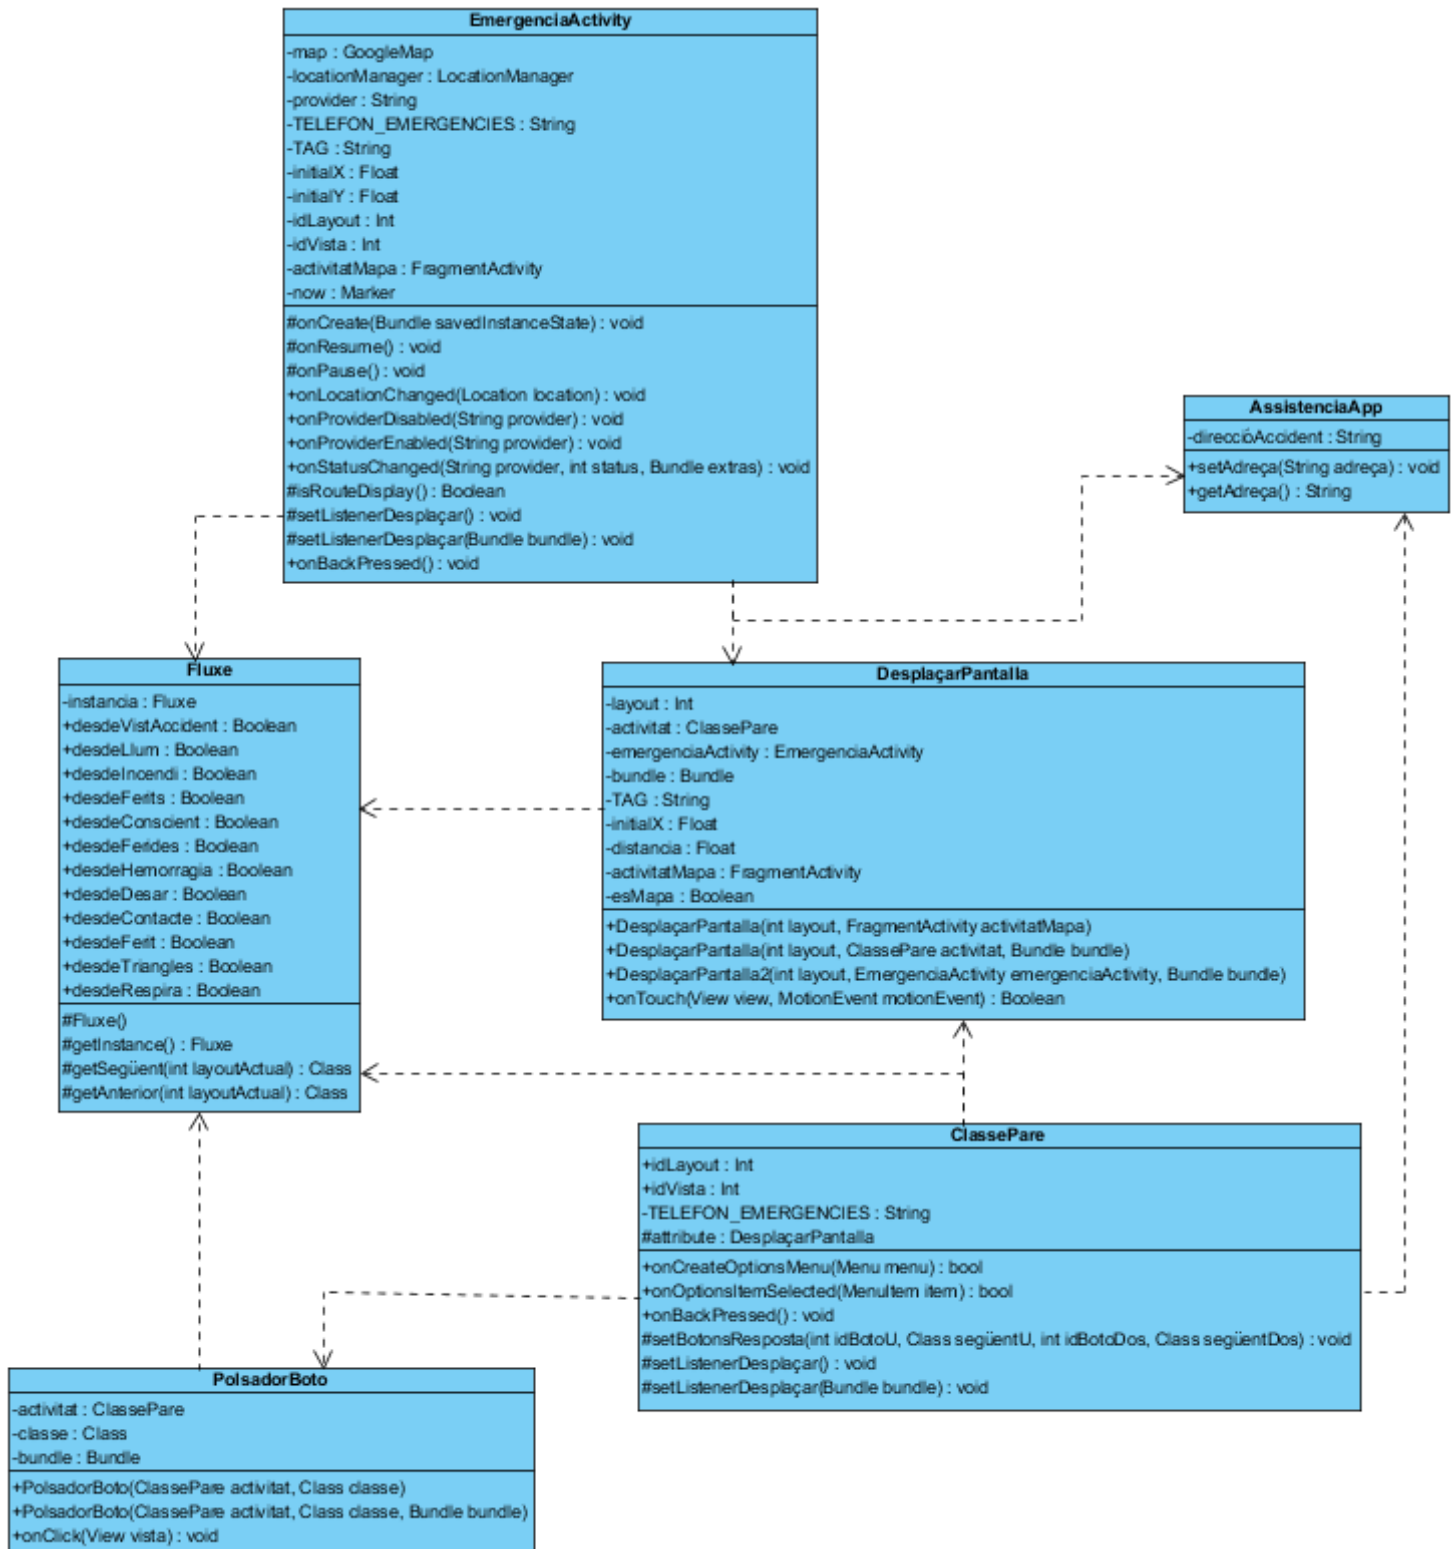 EmergenciaActivity
-map : GoogleMap
-locationManager : LocationManager
-provider : String
-TELEFON_EMERGENCIES : String
-TAG : String
-initialX : Float
-initialY : Float
-idLayout : Int
-idVista : Int
-activitatMapa : FragmentActivity
-now : Marker
#onCreate(Bundle savedInstanceState) : void
#onResume() : void
#onPause() : void
+onLocationChanged(Location location) : void
+onProviderDisabled(String provider) : void
+onProviderEnabled(String provider) : void
+onStatusChanged(String provider, int status, Bundle extras) : void
#isRouteDisplay() : Boolean
#setListenerDesplaçar() : void
#setListenerDesplaçar(Bundle bundle) : void
+onBackPressed() : void
AssistenciaApp
-direccióAccident : String
+setAdreça(String adreça) : void
+getAdreça() : String
Fluxe
-instancia : Fluxe
+desdeVistAccident : Boolean
+desdeLlum : Boolean
+desdeIncendi : Boolean
+desdeFerits : Boolean
+desdeConscient : Boolean
+desdeFerides : Boolean
+desdeHemorragia : Boolean
+desdeDesar : Boolean
+desdeContacte : Boolean
+desdeFerit : Boolean
+desdeTriangles : Boolean
+desdeRespira : Boolean
#Fluxe()
#getInstance() : Fluxe
#getSegüent(int layoutActual) : Class
#getAnterior(int layoutActual) : Class
DesplaçarPantalla
-layout : Int
-activitat : ClassePare
-emergenciaActivity : EmergenciaActivity
-bundle : Bundle
-TAG : String
-initialX : Float
-distancia : Float
-activitatMapa : FragmentActivity
-esMapa : Boolean
+DesplaçarPantalla(int layout, FragmentActivity activitatMapa)
+DesplaçarPantalla(int layout, ClassePare activitat, Bundle bundle)
+DesplaçarPantalla2(int layout, EmergenciaActivity emergenciaActivity, Bundle bundle)
+onTouch(View view, MotionEvent motionEvent) : Boolean
ClassePare
+idLayout : Int
+idVista : Int
-TELEFON_EMERGENCIES : String
#attribute : DesplaçarPantalla
+onCreateOptionsMenu(Menu menu) : bool
+onOptionsItemSelected(MenuItem item) : bool
+onBackPressed() : void
#setBotonsResposta(int idBotoU, Class següentU, int idBotoDos, Class següentDos) : void
#setListenerDesplaçar() : void
#setListenerDesplaçar(Bundle bundle) : void
PolsadorBoto
-activitat : ClassePare
-classe : Class
-bundle : Bundle
+PolsadorBoto(ClassePare activitat, Class classe)
+PolsadorBoto(ClassePare activitat, Class classe, Bundle bundle)
+onClick(View vista) : void